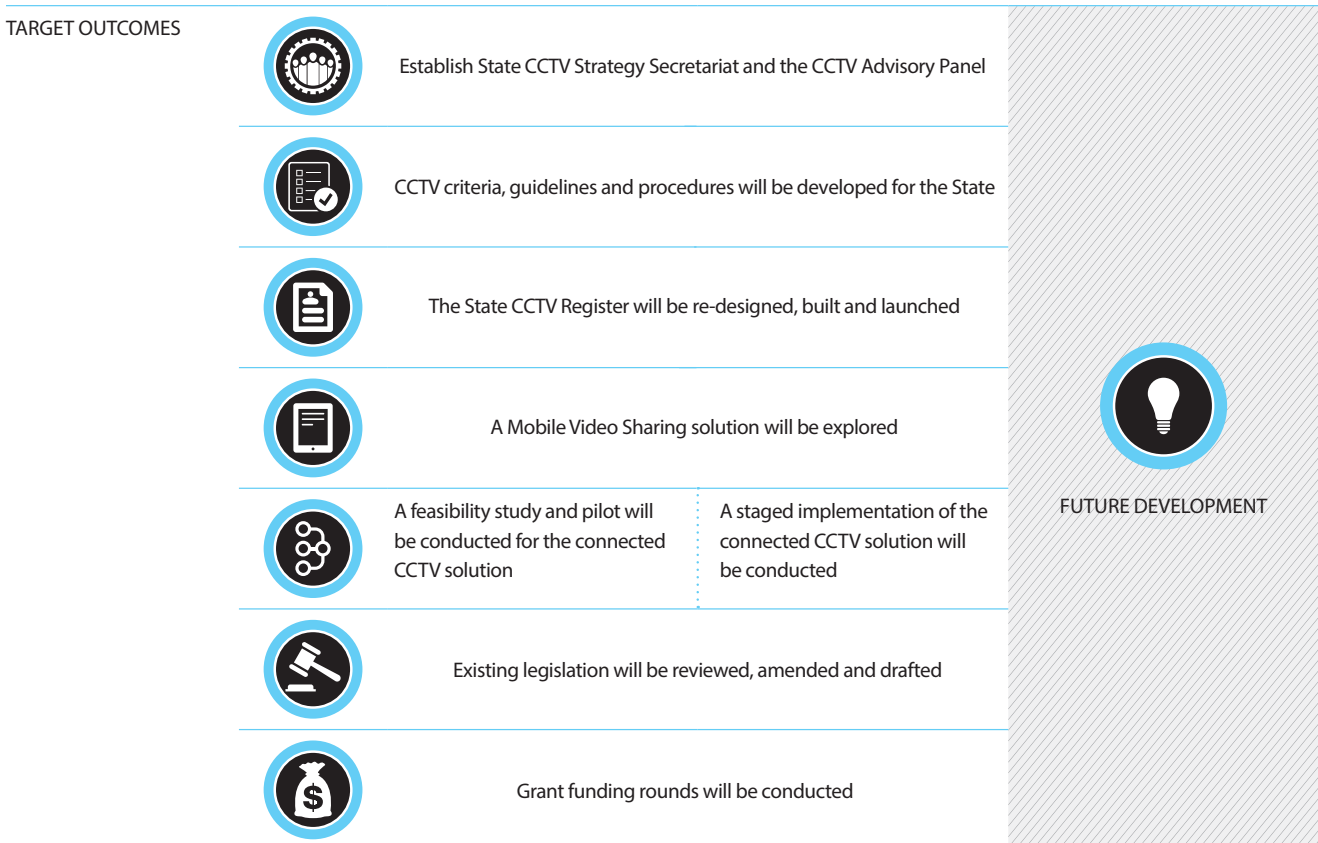 TARGET OUTCOMES
Establish State CCTV Strategy Secretariat and the CCTV Advisory Panel
CCTV criteria, guidelines and procedures will be developed for the State
The State CCTV Register will be re-designed, built and launched
A Mobile Video Sharing solution will be explored
A feasibility study and pilot will
be conducted for the connected
CCTV solution
A staged implementation of the
connected CCTV solution will
be conducted
Existing legislation will be reviewed, amended and drafted
$
Grant funding rounds will be conducted
FUTURE DEVELOPMENT